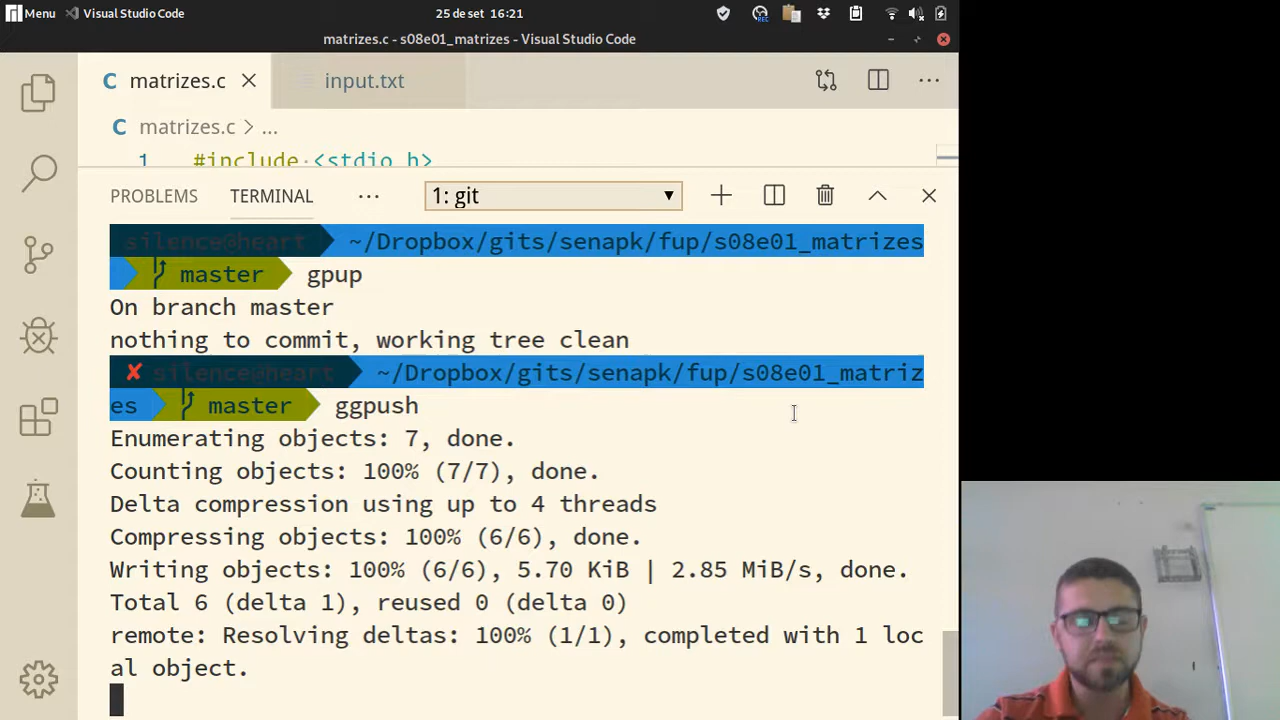 Menu Visual Studio Code 25 de set 16:21
matrizes.c - s08e01_matrizes - Visual Studio Code
matrizes.c input.txt
matrizes.c > ...
1 #include <stdio h>
PROBLEMS TERMINAL ... 1: git
silence@heart ~/Dropbox/gits/senapk/fup/s08e01_matrizes
master gpup
On branch master
nothing to commit, working tree clean
✘ silence@heart ~/Dropbox/gits/senapk/fup/s08e01_matriz
es master ggpush
Enumerating objects: 7, done.
Counting objects: 100% (7/7), done.
Delta compression using up to 4 threads
Compressing objects: 100% (6/6), done.
Writing objects: 100% (6/6), 5.70 KiB | 2.85 MiB/s, done.
Total 6 (delta 1), reused 0 (delta 0)
remote: Resolving deltas: 100% (1/1), completed with 1 loc
al object.